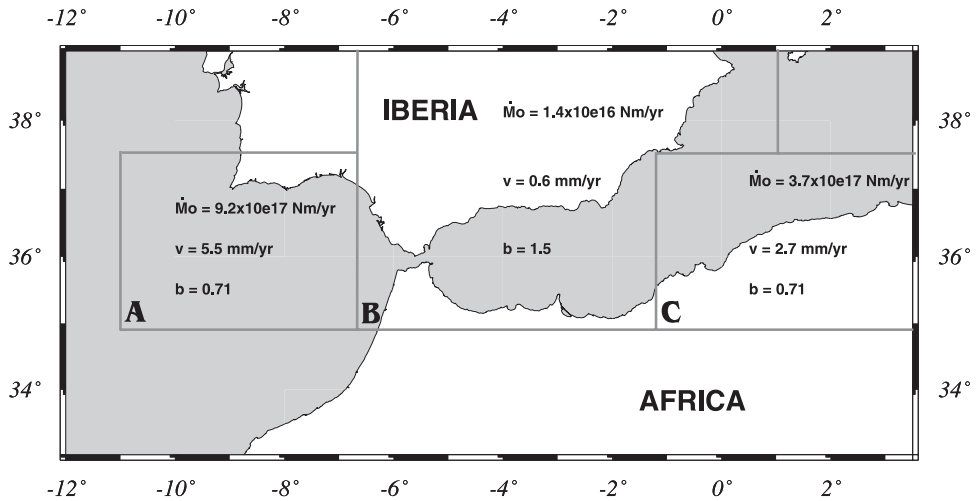 -12° -10° -8° -6° -4° -2° 0° 2°
38° 38°
36° 36°
34° 34°
IBERIA
Ṁo = 1.4x10e16 Nm/yr
v = 0.6 mm/yr
b = 1.5
Ṁo = 9.2x10e17 Nm/yr
v = 5.5 mm/yr
b = 0.71
A
B
Ṁo = 3.7x10e17 Nm/yr
v = 2.7 mm/yr
b = 0.71
C
AFRICA
-12° -10° -8° -6° -4° -2° 0° 2°